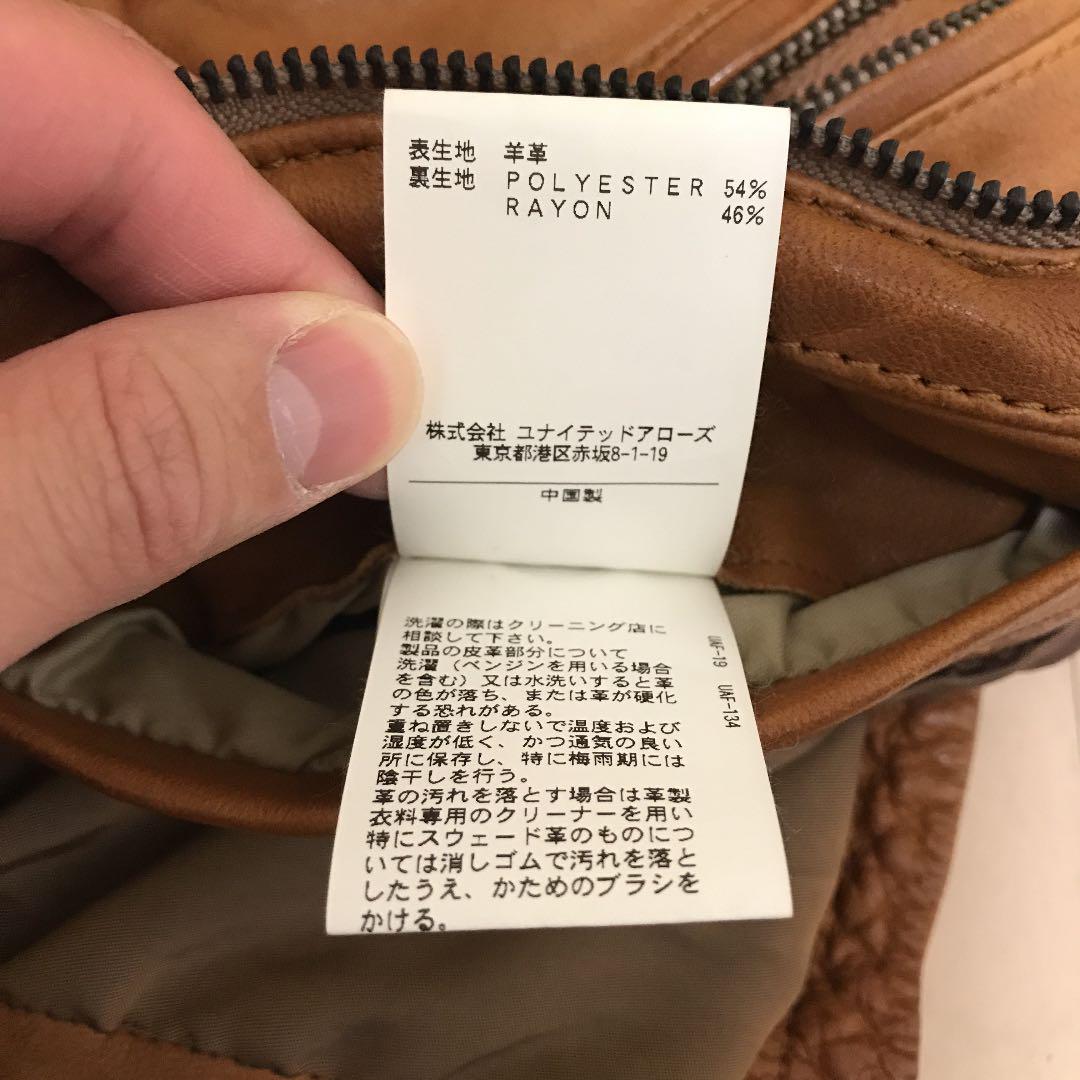 表生地 羊革
裏生地 POLYESTER 54%
RAYON 46%
株式会社 ユナイテッドアローズ
東京都港区赤坂8-1-19
中国製
洗濯の際はクリーニング店に
相談して下さい。
製品の皮革部分について
洗濯(ベンジンを用いる場合
を含む)又は水洗いすると革
の色が落ち、または革が硬化
する恐れがある。
重ね置きしないで温度および
湿度が低く、かつ通気の良い
所に保存し、特に梅雨期には
陰干しを行う。
革の汚れを落とす場合は革製
衣料専用のクリーナーを用い
特にスウェード革のものにつ
いては消しゴムで汚れを落と
したうえ、かためのブラシを
かける。
UAF-19 UAF-134